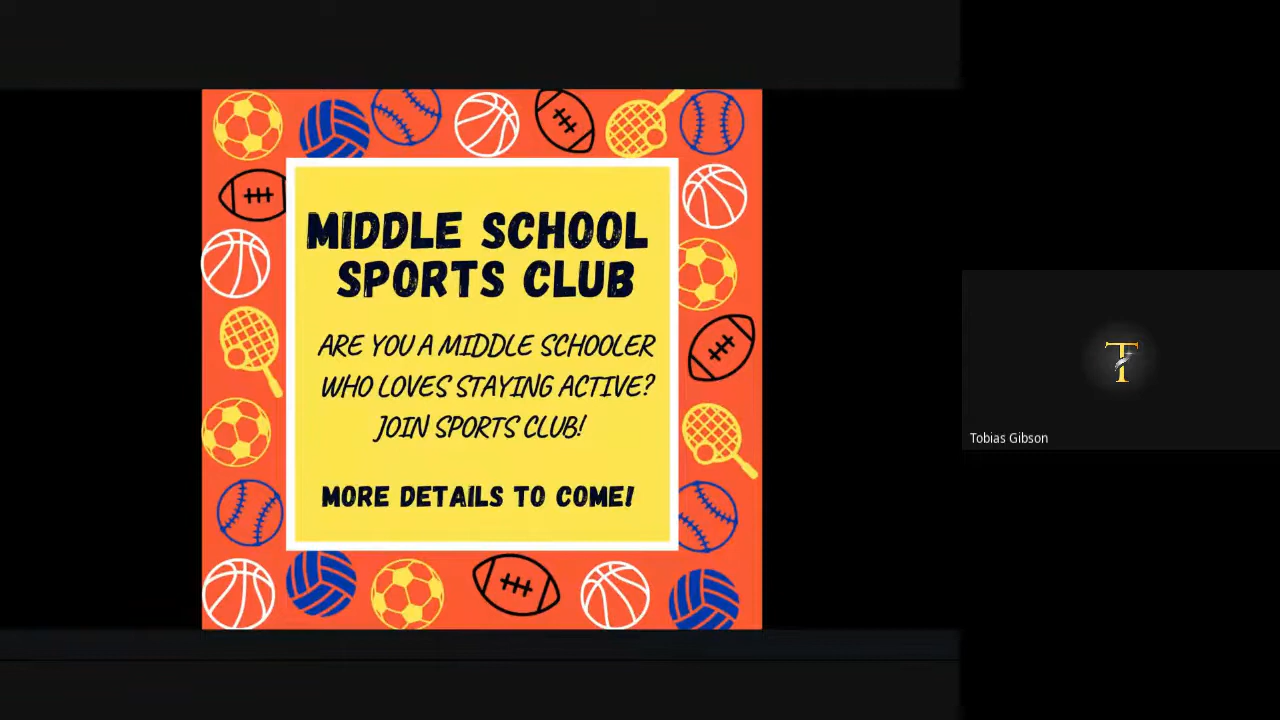 MIDDLE SCHOOL
SPORTS CLUB
ARE YOU A MIDDLE SCHOOLER
WHO LOVES STAYING ACTIVE?
JOIN SPORTS CLUB!
MORE DETAILS TO COME!
T
Tobias Gibson